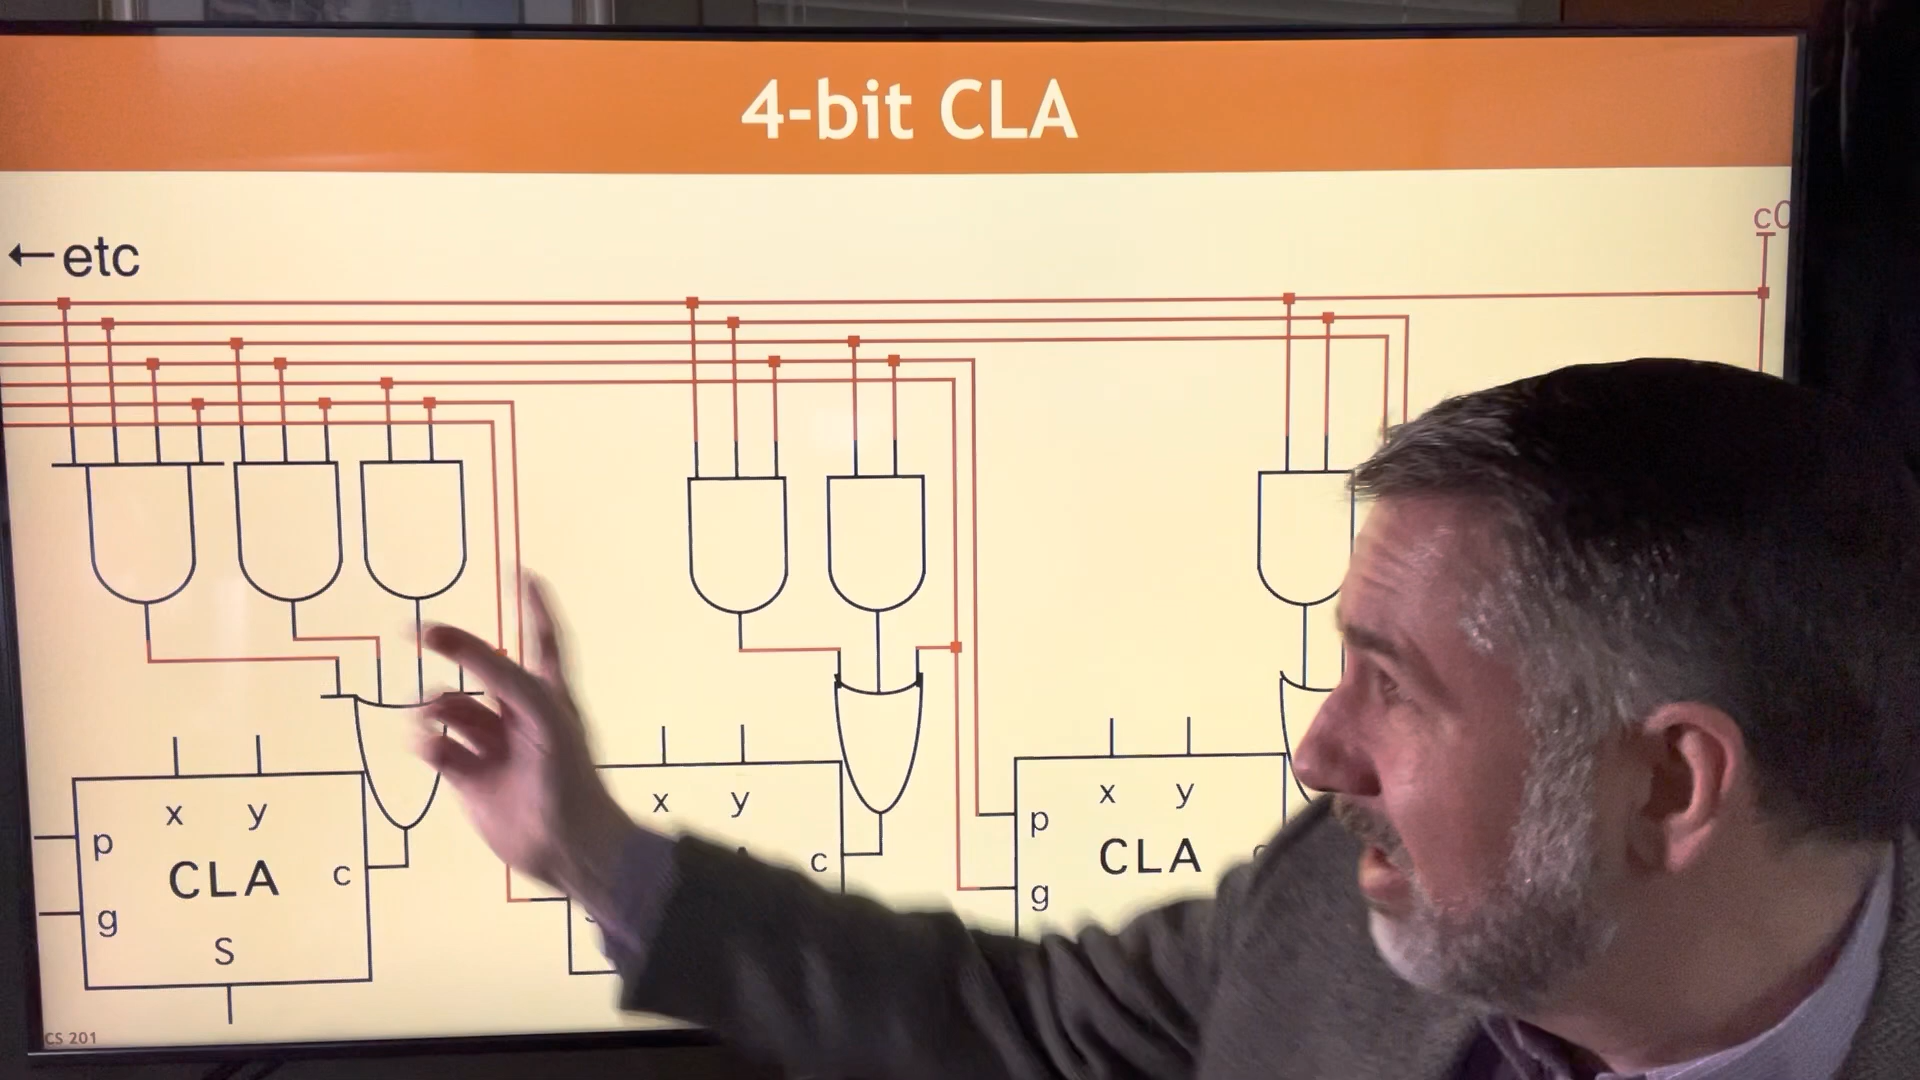 4-bit CLA
c0
←etc
x y
p
CLA
c
g
S
x y
c
x y
p
CLA
g
CS 201